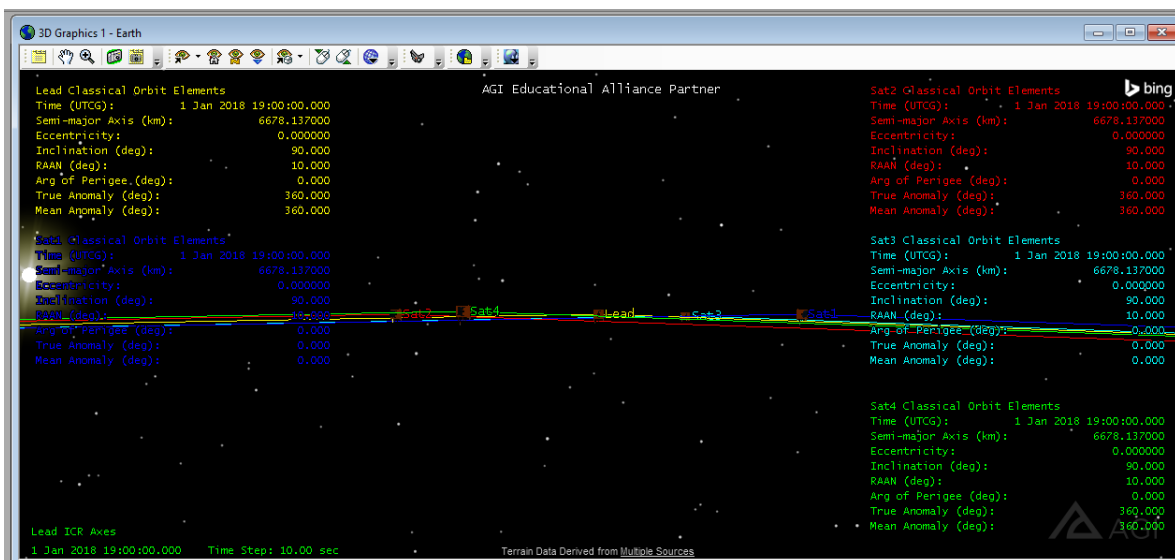 3D Graphics 1 - Earth
AGI Educational Alliance Partner
bing
Lead Classical Orbit Elements
Time (UTCG): 1 Jan 2018 19:00:00.000
Semi-major Axis (km): 6678.137000
Eccentricity: 0.000000
Inclination (deg): 90.000
RAAN (deg): 10.000
Arg of Perigee (deg): 0.000
True Anomaly (deg): 360.000
Mean Anomaly (deg): 360.000
Sat2 Classical Orbit Elements
Time (UTCG): 1 Jan 2018 19:00:00.000
Semi-major Axis (km): 6678.137000
Eccentricity: 0.000000
Inclination (deg): 90.000
RAAN (deg): 10.000
Arg of Perigee (deg): 0.000
True Anomaly (deg): 360.000
Mean Anomaly (deg): 360.000
Sat1 Classical Orbit Elements
Time (UTCG): 1 Jan 2018 19:00:00.000
Semi-major Axis (km): 6678.137000
Eccentricity: 0.000000
Inclination (deg): 90.000
RAAN (deg): 10.000
Arg of Perigee (deg): 0.000
True Anomaly (deg): 0.000
Mean Anomaly (deg): 0.000
Sat3 Classical Orbit Elements
Time (UTCG): 1 Jan 2018 19:00:00.000
Semi-major Axis (km): 6678.137000
Eccentricity: 0.000000
Inclination (deg): 90.000
RAAN (deg): 10.000
Arg of Perigee (deg): 0.000
True Anomaly (deg): 0.000
Mean Anomaly (deg): 0.000
Sat2 Sat4 Lead Sat3 Sat1
Sat4 Classical Orbit Elements
Time (UTCG): 1 Jan 2018 19:00:00.000
Semi-major Axis (km): 6678.137000
Eccentricity: 0.000000
Inclination (deg): 90.000
RAAN (deg): 10.000
Arg of Perigee (deg): 0.000
True Anomaly (deg): 360.000
Mean Anomaly (deg): 360.000
AGI
Lead ICR Axes
1 Jan 2018 19:00:00.000 Time Step: 10.00 sec
Terrain Data Derived from Multiple Sources